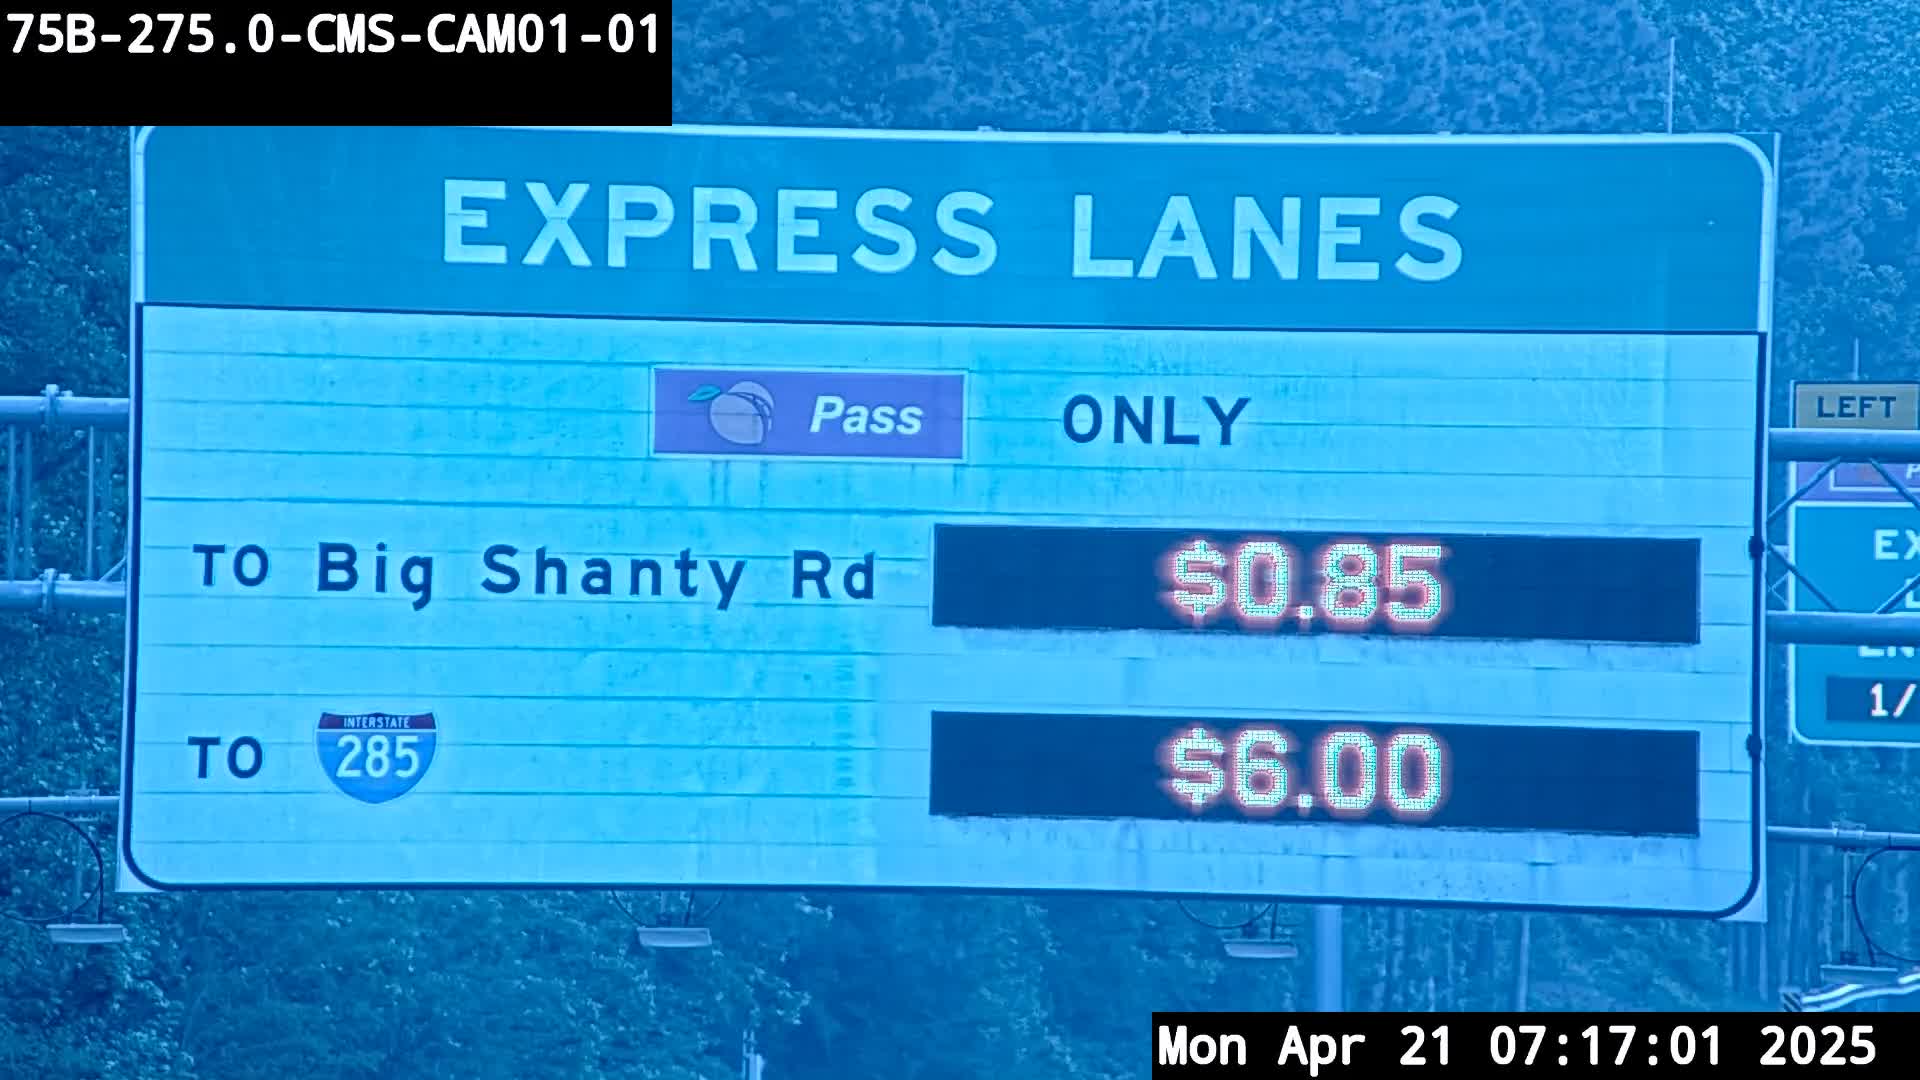 75B-275.0-CMS-CAM01-01
EXPRESS LANES
Pass ONLY
TO Big Shanty Rd $0.85
TO INTERSTATE 285 $6.00
LEFT
1/
Mon Apr 21 07:17:01 2025